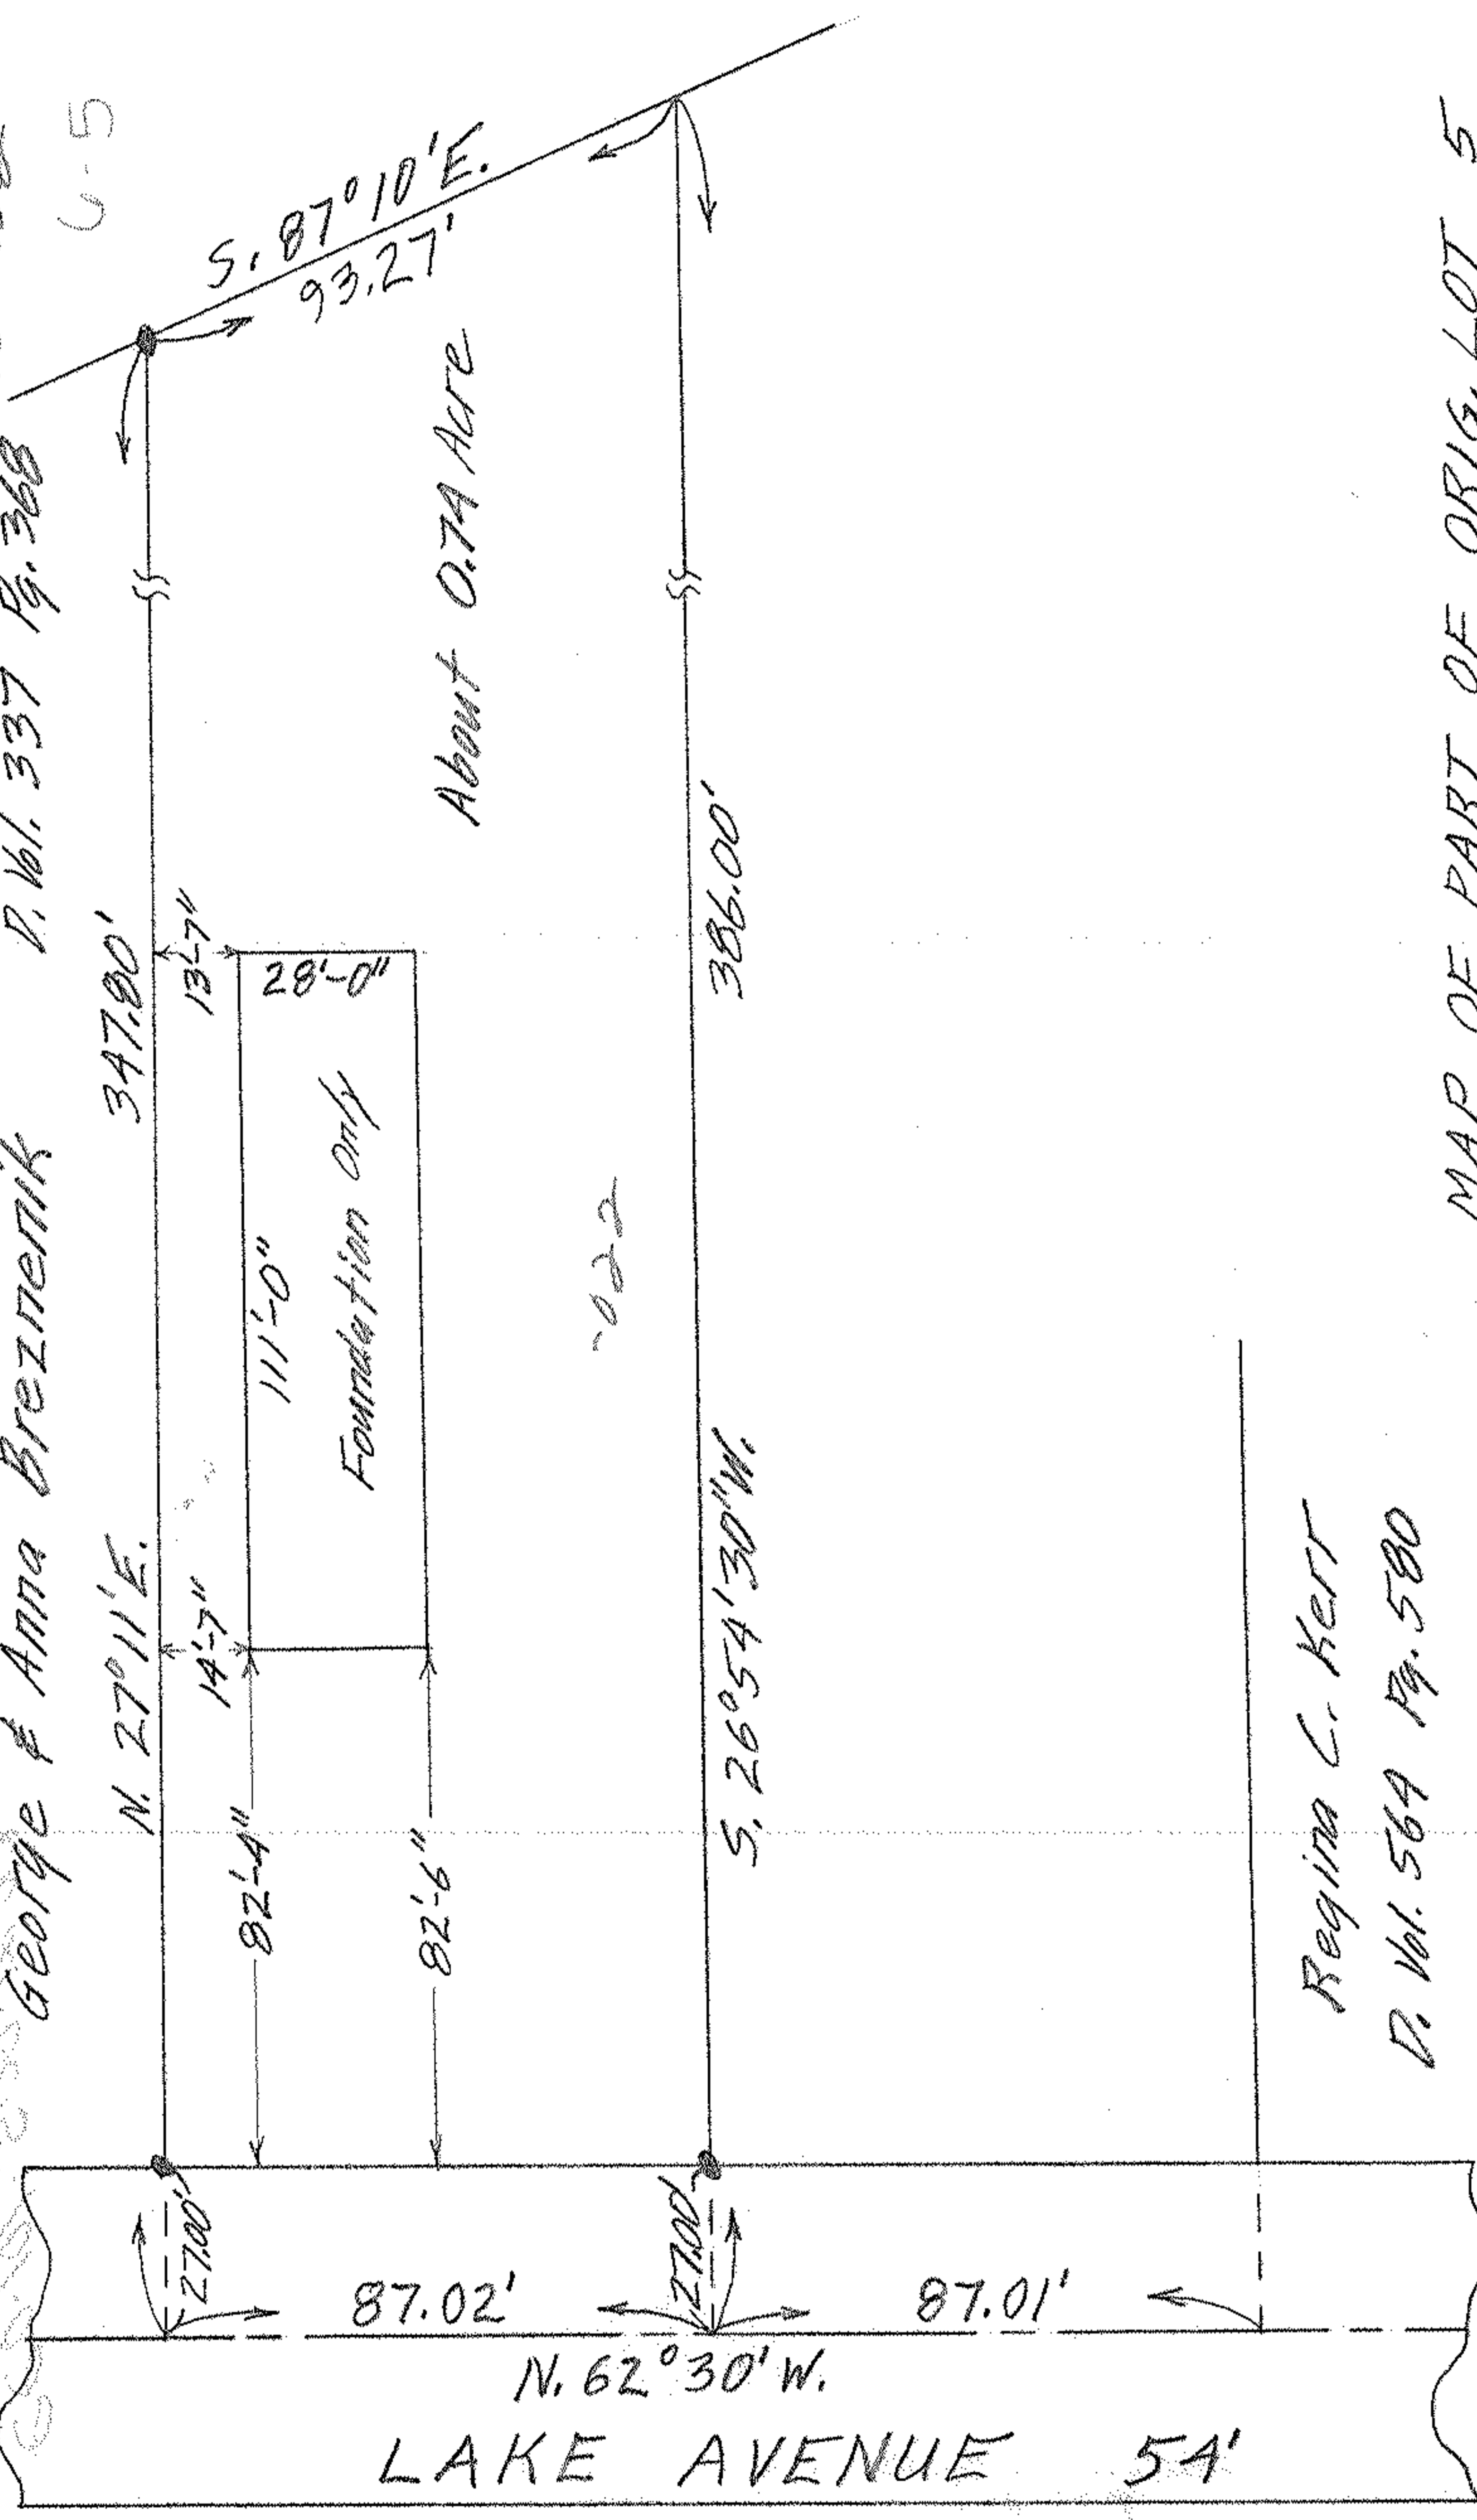 6-5
George & Anna Breznenik D. Vol. 337 Pg. 368
N. 27°11'E. 347.80'
S. 87°10'E.
93.27'
14'-7" 13'-7"
28'-0"
111'-0"
Foundation Only
About 0.74 Acre
82'-4"
82'-6"
-022
S. 26°54'30"W. 386.00'
27.00'
27.00'
87.02' 87.01'
N. 62°30'W.
LAKE AVENUE 54'
Regina C. Kerr
D. Vol. 564 Pg. 580
MAP OF PART OF ORIG. LOT 5